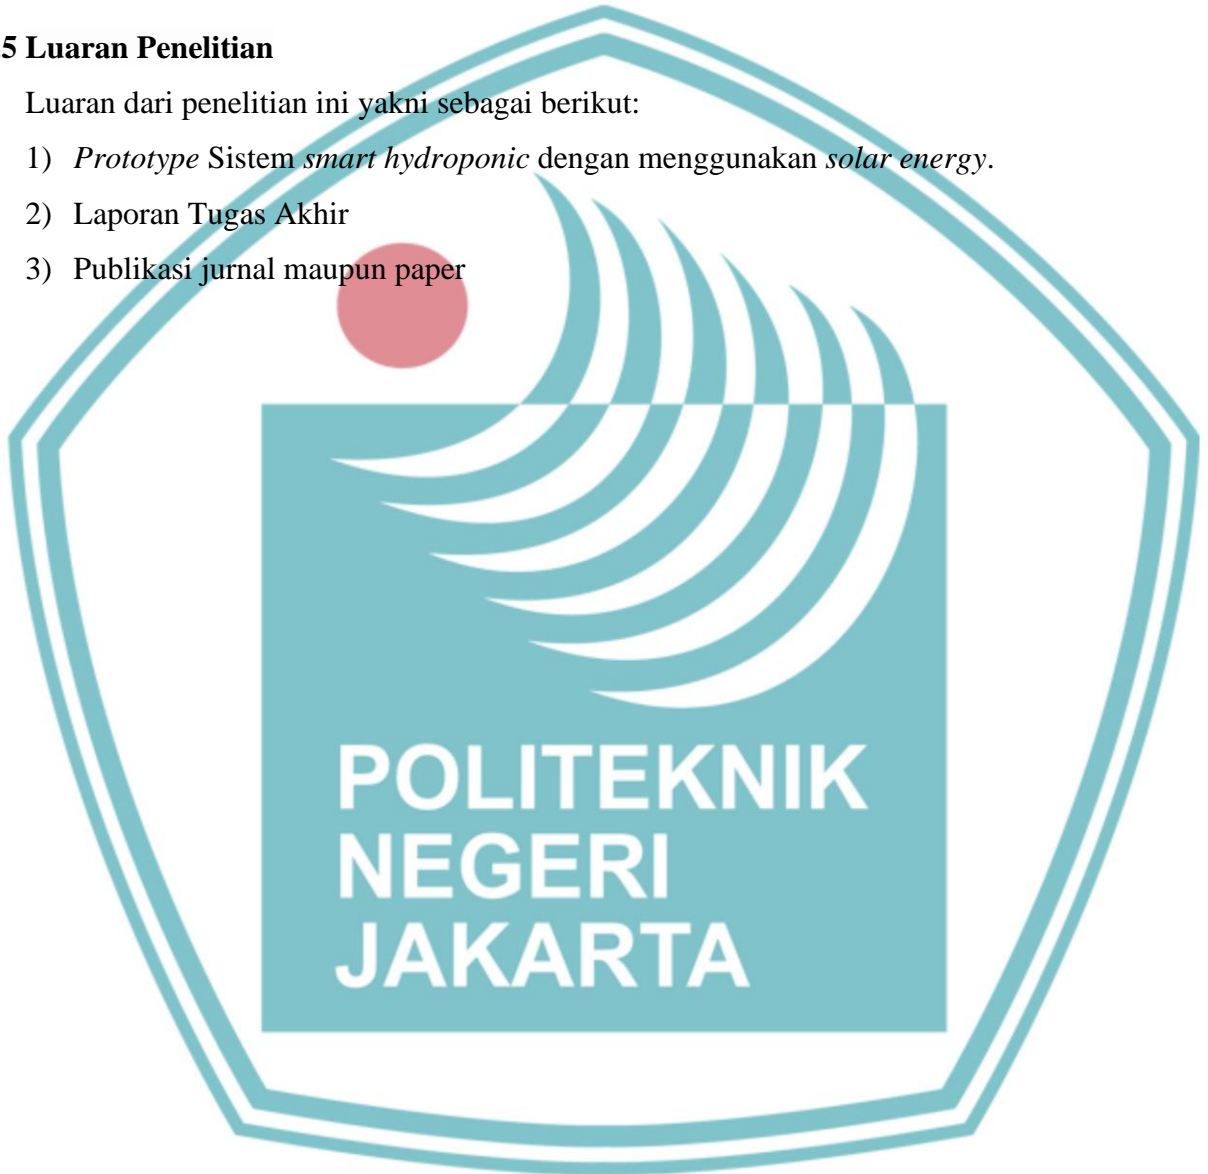 5 Luaran Penelitian
Luaran dari penelitian ini yakni sebagai berikut:
1) Prototype Sistem smart hydroponic dengan menggunakan solar energy.
2) Laporan Tugas Akhir
3) Publikasi jurnal maupun paper
POLITEKNIK
NEGERI
JAKARTA